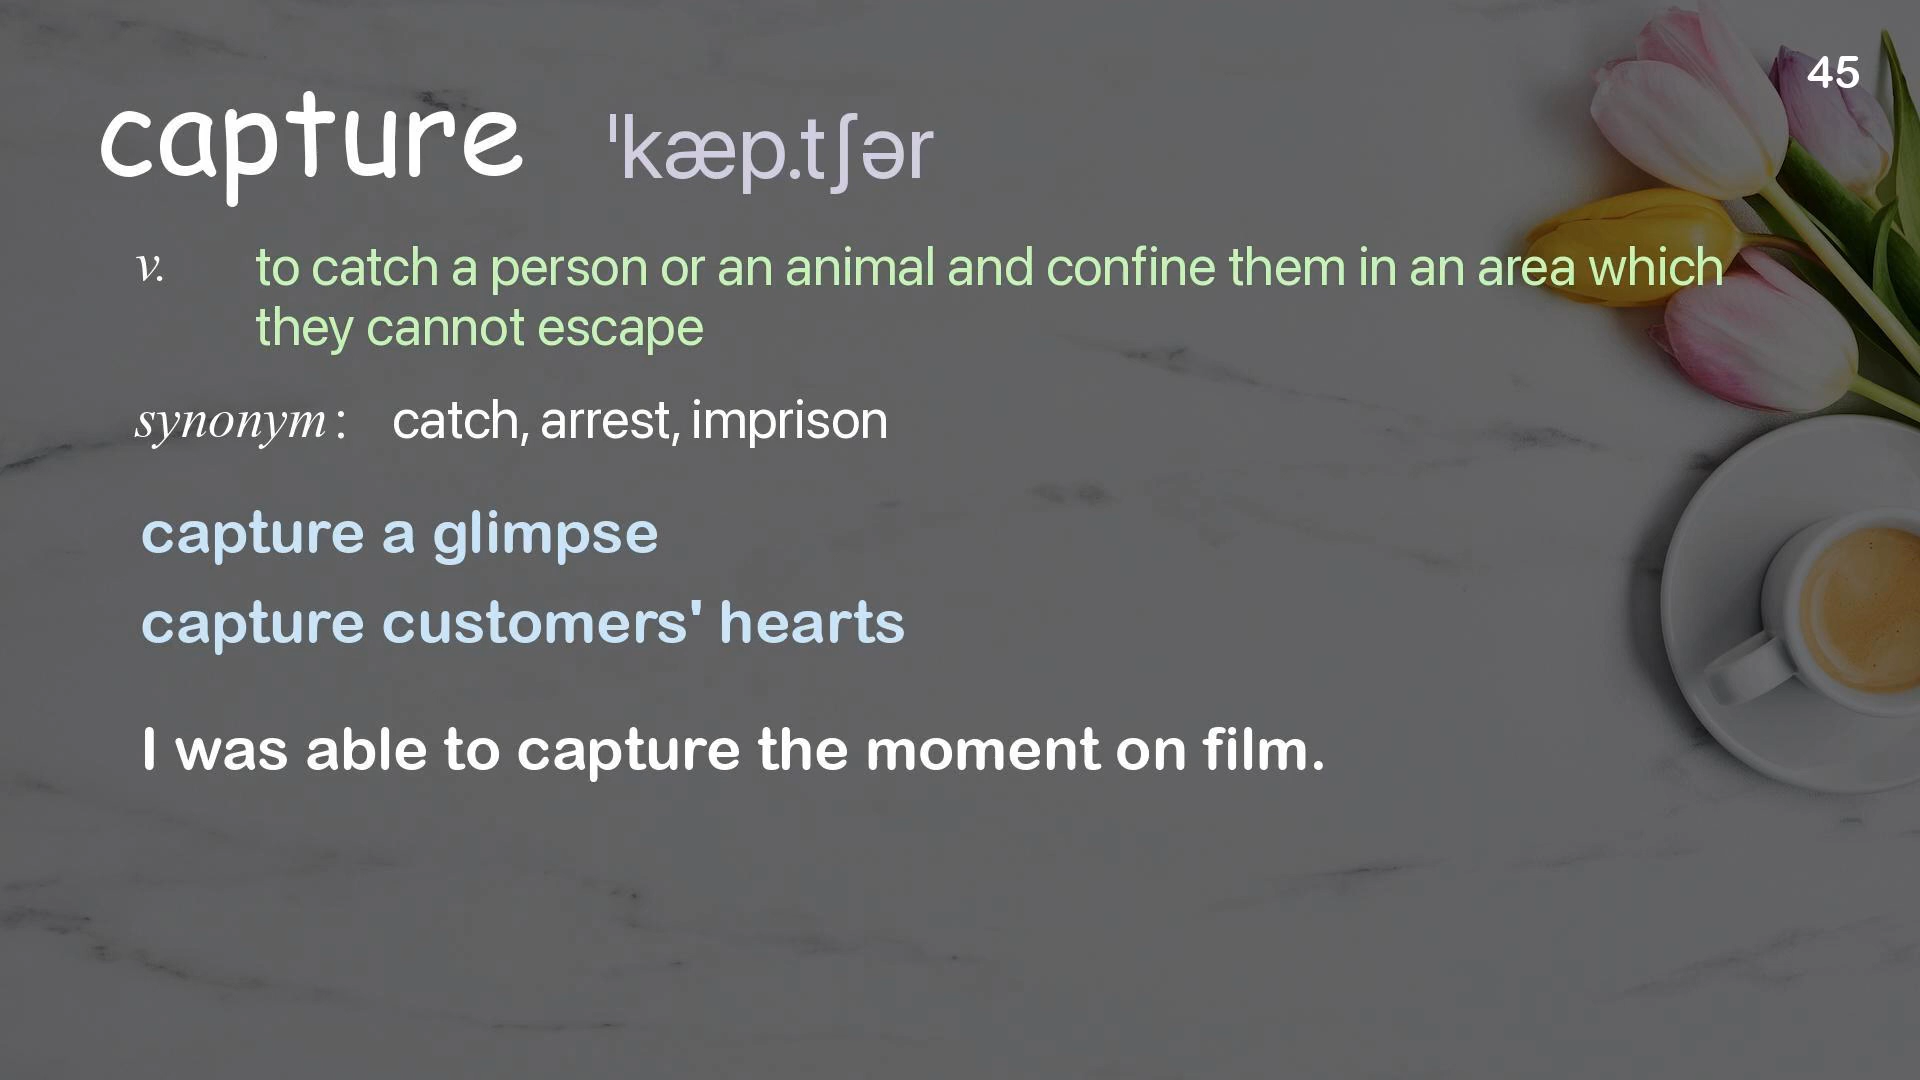 45
capture ˈkæp.tʃər
v. to catch a person or an animal and confine them in an area which
they cannot escape
synonym: catch, arrest, imprison
capture a glimpse
capture customers' hearts
I was able to capture the moment on film.